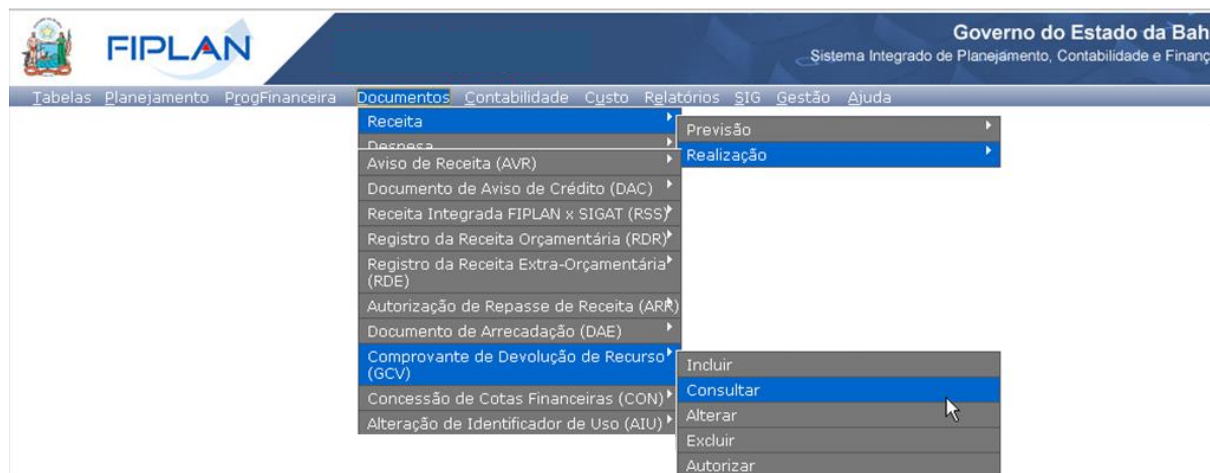 FIPLAN
Governo do Estado da Bah
Sistema Integrado de Planejamento, Contabilidade e Finanç
Tabelas Planejamento ProgFinanceira Documentos Contabilidade Custo Relatórios SIG Gestão Ajuda
Receita
Despesa
Previsão
Realização
Aviso de Receita (AVR)
Documento de Aviso de Crédito (DAC)
Receita Integrada FIPLAN x SIGAT (RSS)
Registro da Receita Orçamentária (RDR)
Registro da Receita Extra-Orçamentária
(RDE)
Autorização de Repasse de Receita (ARR)
Documento de Arrecadação (DAE)
Comprovante de Devolução de Recurso
(GCV)
Concessão de Cotas Financeiras (CON)
Alteração de Identificador de Uso (AIU)
Incluir
Consultar
Alterar
Excluir
Autorizar